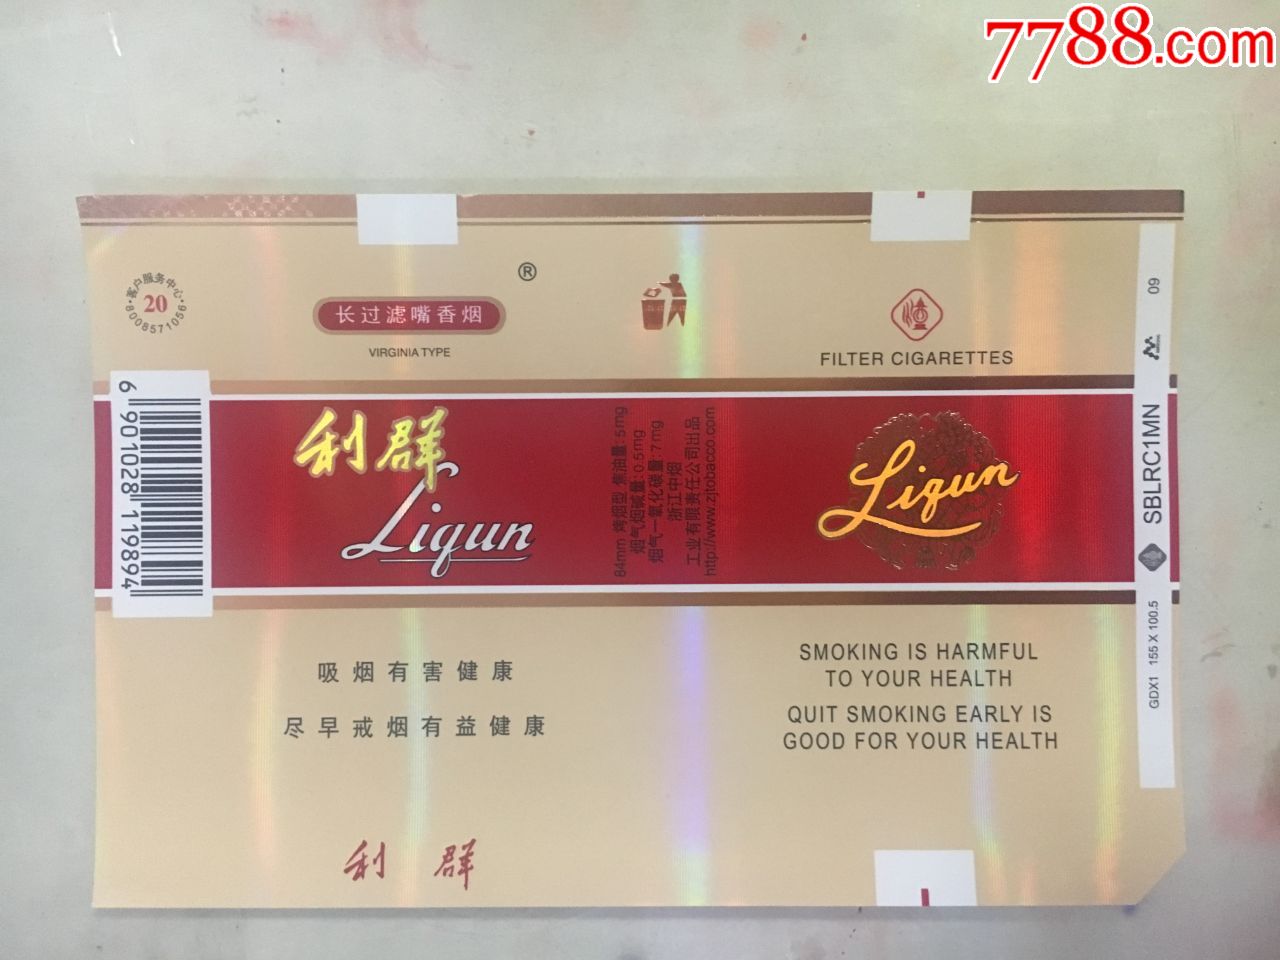 7788.com
客户服务中心
20
8008571056
®
长过滤嘴香烟
VIRGINIA TYPE
FILTER CIGARETTES
6 901028 119894
利群
Liqun
84mm 烤烟型 焦油量:5mg
烟气烟碱量:0.5mg
烟气一氧化碳量:7mg
浙江中烟
工业有限责任公司出品
http://www.zjtobacco.com
Liqun
吸烟有害健康
尽早戒烟有益健康
SMOKING IS HARMFUL
TO YOUR HEALTH
QUIT SMOKING EARLY IS
GOOD FOR YOUR HEALTH
利 群
GDX1 155 X 100.5
SBLRC1MN
09